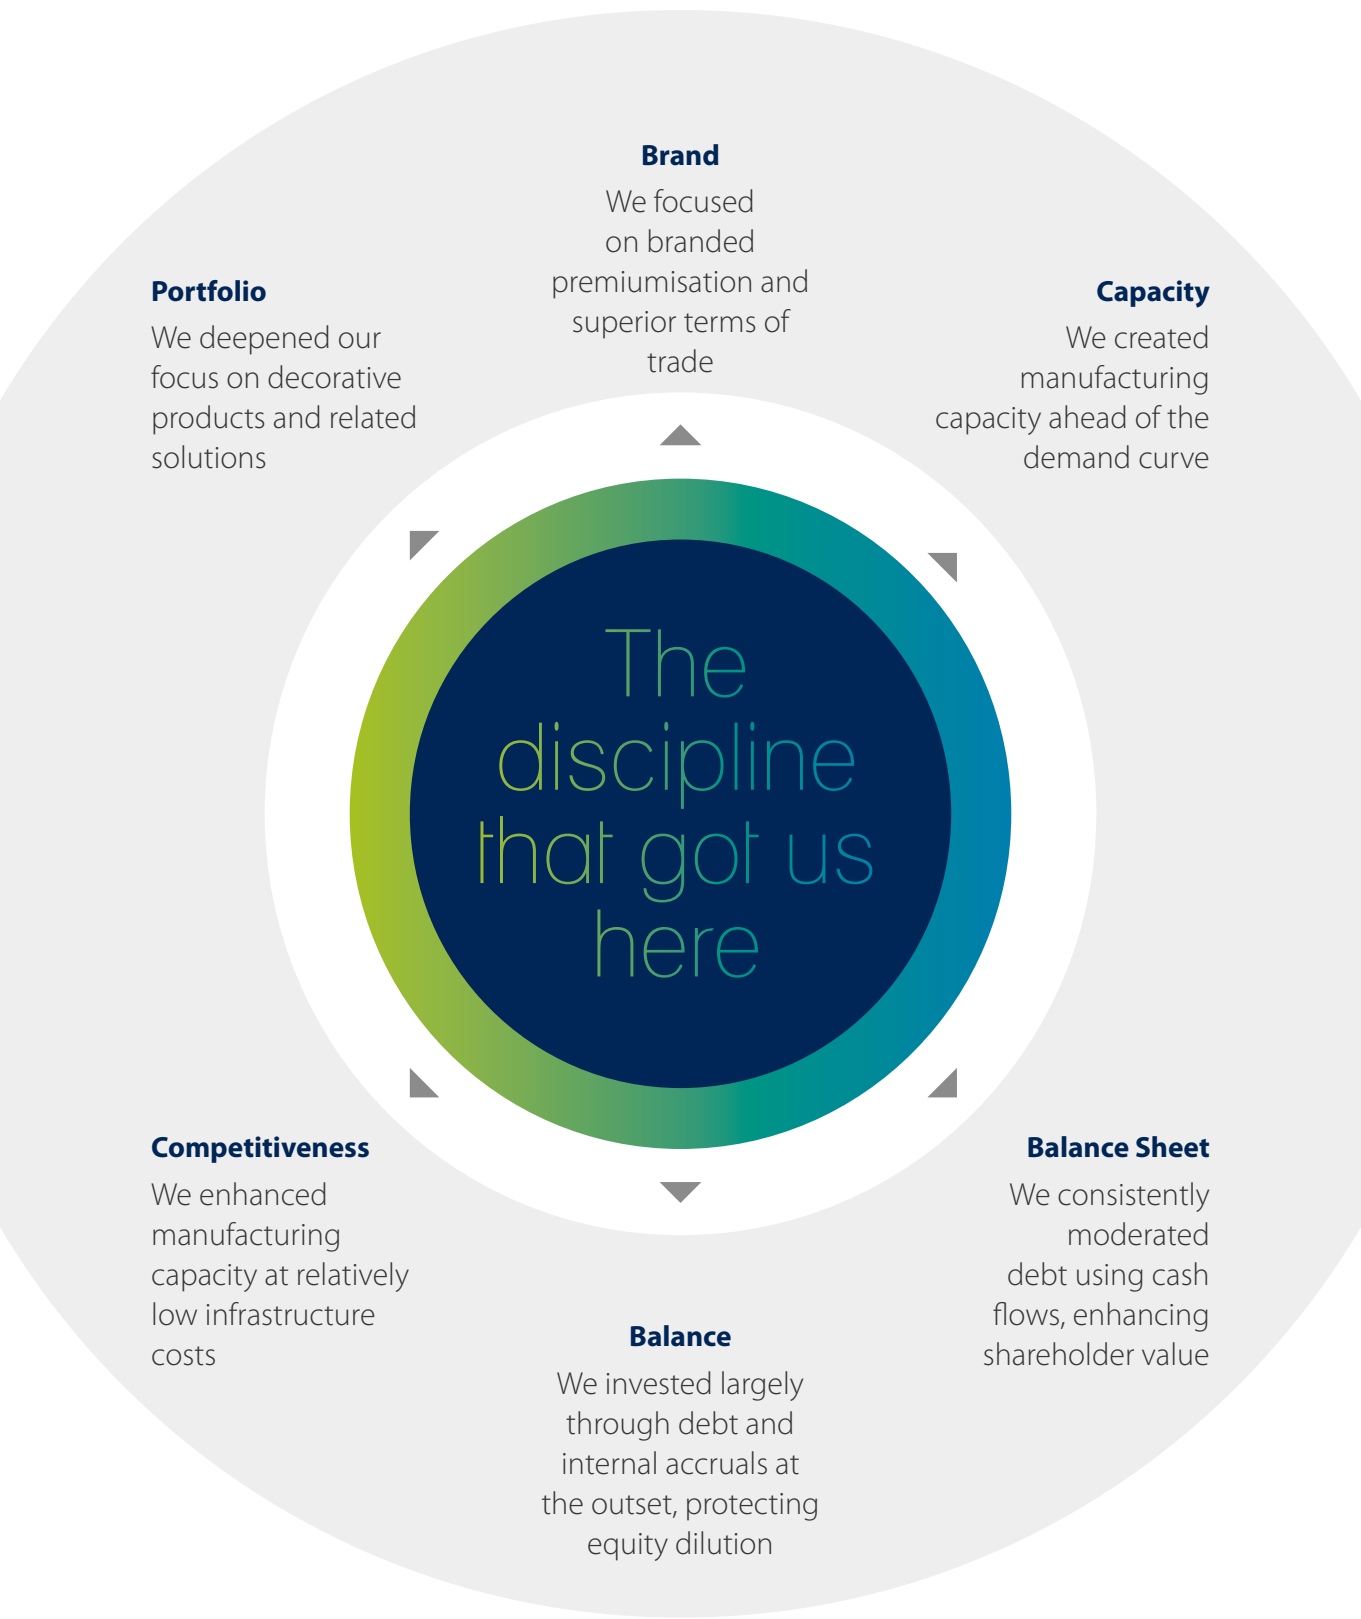 Brand
We focused
on branded
premiumisation and
superior terms of
trade
Portfolio
We deepened our
focus on decorative
products and related
solutions
Capacity
We created
manufacturing
capacity ahead of the
demand curve
The
discipline
that got us
here
Competitiveness
We enhanced
manufacturing
capacity at relatively
low infrastructure
costs
Balance Sheet
We consistently
moderated
debt using cash
flows, enhancing
shareholder value
Balance
We invested largely
through debt and
internal accruals at
the outset, protecting
equity dilution